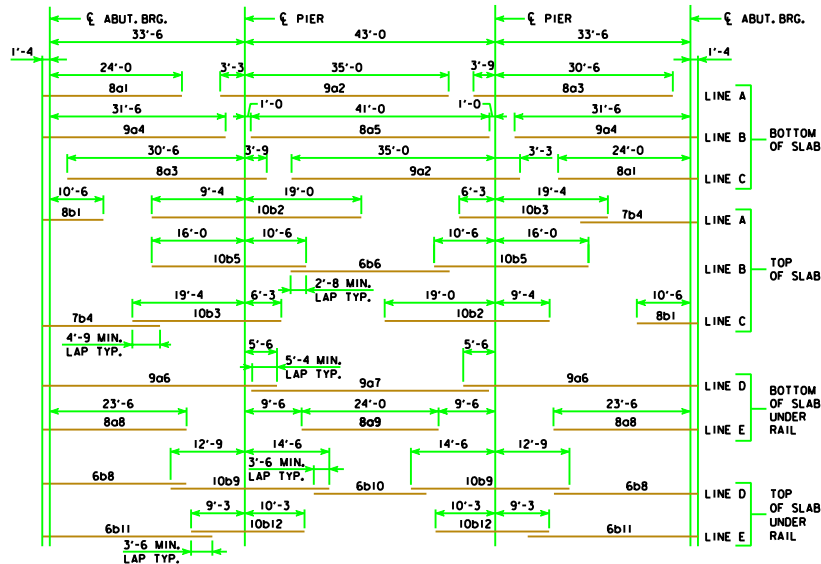 ℄ ABUT. BRG. ℄ PIER ℄ PIER ℄ ABUT. BRG.
33'-6 43'-0 33'-6
1'-4 1'-4
24'-0 3'-3 35'-0 3'-9 30'-6
8a1 9a2 8a3 LINE A
31'-6 1'-0 41'-0 1'-0 31'-6
9a4 8a5 9a4 LINE B
BOTTOM
OF SLAB
30'-6 3'-9 35'-0 3'-3 24'-0
8a3 9a2 8a1 LINE C
10'-6 9'-4 19'-0 6'-3 19'-4
8b1 10b2 10b3 7b4 LINE A
16'-0 10'-6 10'-6 16'-0
10b5 6b6 10b5 LINE B
TOP
OF SLAB
2'-8 MIN.
LAP TYP.
19'-4 6'-3 19'-0 9'-4 10'-6
7b4 10b3 10b2 8b1 LINE C
4'-9 MIN.
LAP TYP.
5'-6 5'-6
5'-4 MIN.
LAP TYP.
9a6 9a7 9a6 LINE D
23'-6 9'-6 24'-0 9'-6 23'-6
8a8 8a9 8a8 LINE E
BOTTOM
OF SLAB
UNDER
RAIL
12'-9 14'-6 14'-6 12'-9
3'-6 MIN.
LAP TYP.
6b8 10b9 6b10 10b9 6b8 LINE D
9'-3 10'-3 10'-3 9'-3
6b11 10b12 10b12 6b11 LINE E
TOP
OF SLAB
UNDER
RAIL
3'-6 MIN.
LAP TYP.